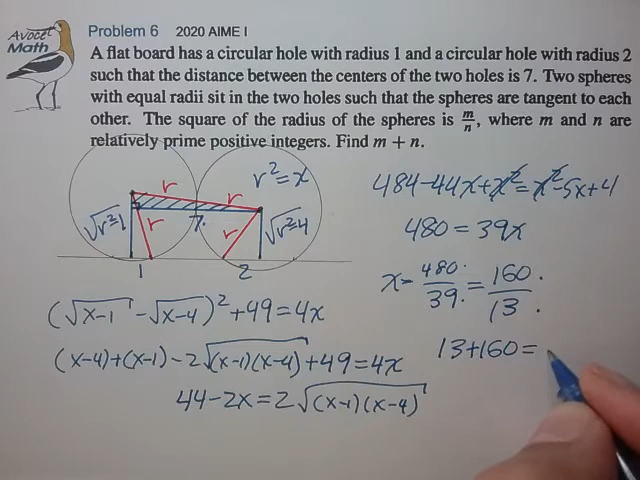 Avocet
Math
Problem 6 2020 AIME I
A flat board has a circular hole with radius 1 and a circular hole with radius 2
such that the distance between the centers of the two holes is 7. Two spheres
with equal radii sit in the two holes such that the spheres are tangent to each
other. The square of the radius of the spheres is m/n, where m and n are
relatively prime positive integers. Find m + n.
r² = x
r
r
√r²-1
r
7
r
√r²-4
1
2
(√x-1 - √x-4)² + 49 = 4x
(x-4)+(x-1) - 2√(x-1)(x-4) + 49 = 4x
44 - 2x = 2√(x-1)(x-4)
484 - 44x + x² = x² - 5x + 4
480 = 39x
x = 480/39 = 160/13
13 + 160 =